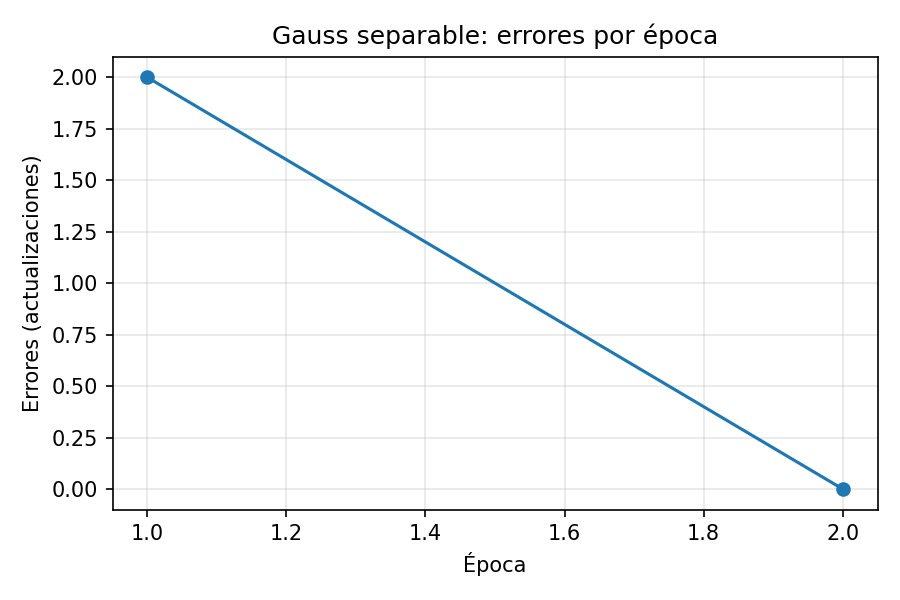 Gauss separable: errores por época
Errores (actualizaciones)
2.00
1.75
1.50
1.25
1.00
0.75
0.50
0.25
0.00
1.0 1.2 1.4 1.6 1.8 2.0
Época